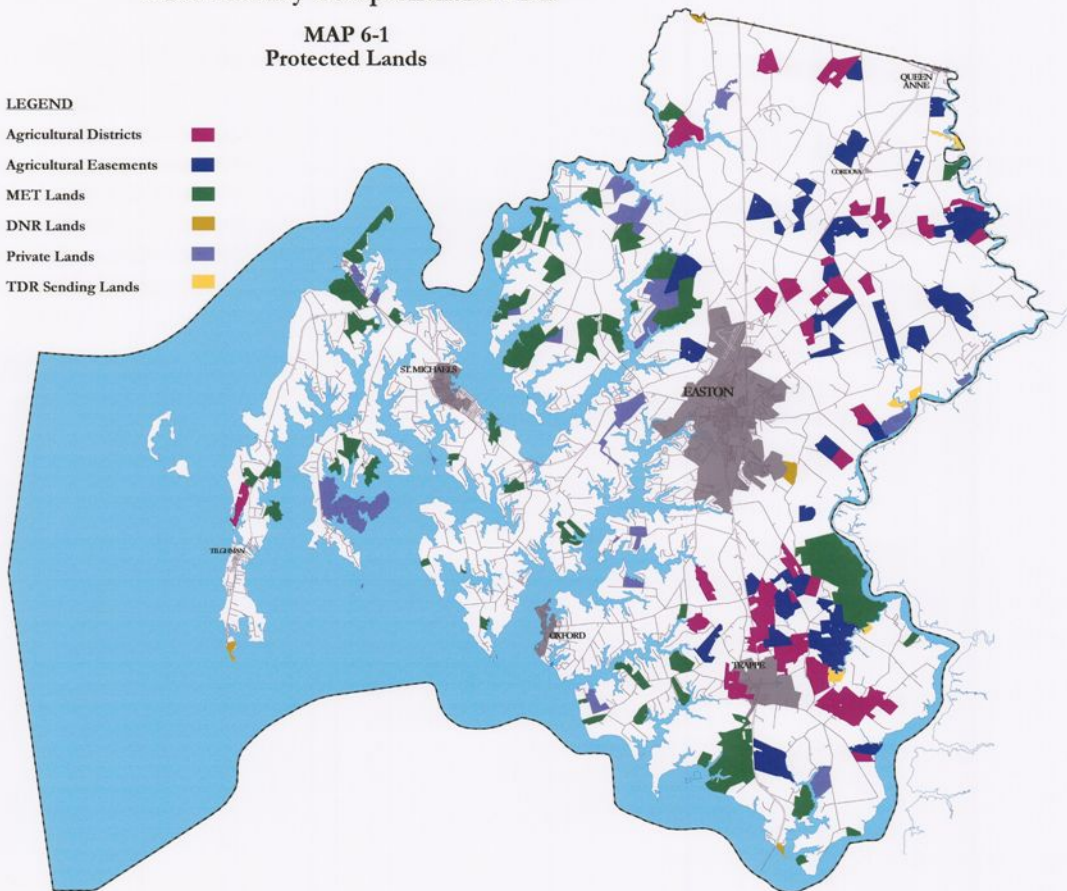 MAP 6-1
Protected Lands
LEGEND
Agricultural Districts
Agricultural Easements
MET Lands
DNR Lands
Private Lands
TDR Sending Lands
QUEEN
ANNE
CORDOVA
ST. MICHAELS
EASTON
TILGHMAN
OXFORD
TRAPPE